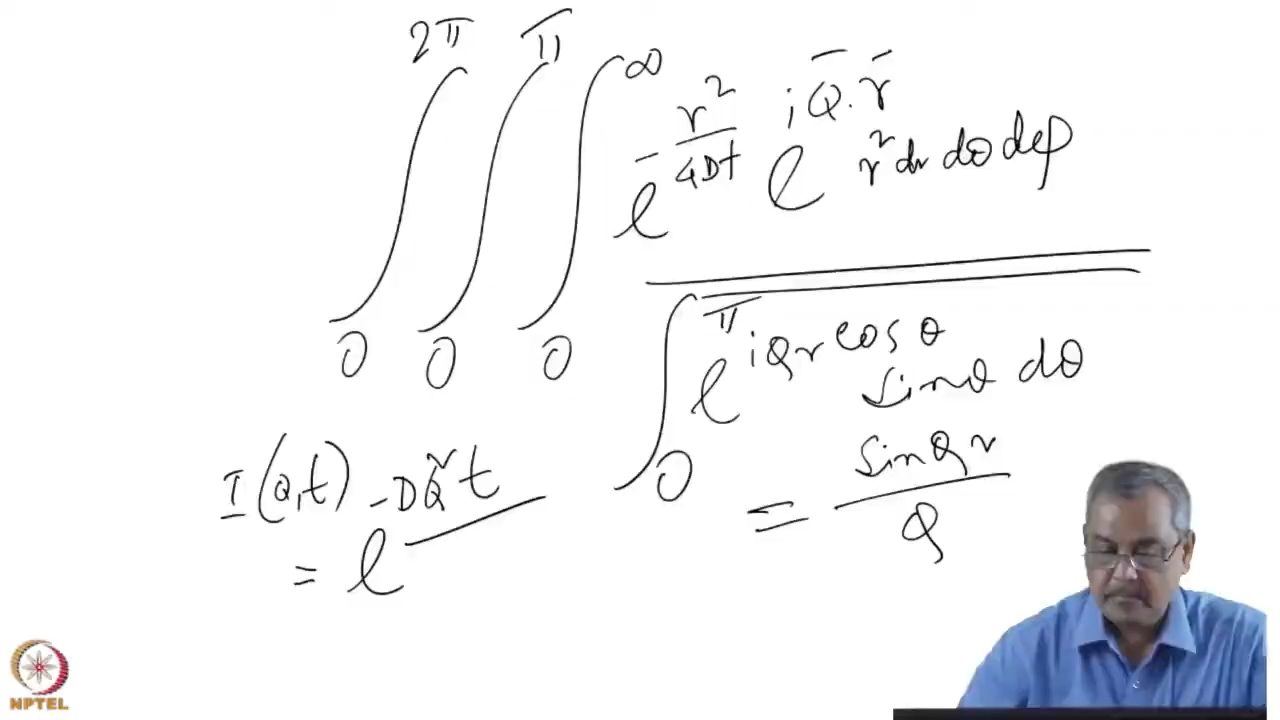 ∫₀^{2π} ∫₀^{π} ∫₀^{∞} e^{-r²/4Dt} e^{iQ̄·r̄} r² dr dθ dφ
∫₀^{π} e^{iQr cos θ} sin θ dθ
= sin Qr / Q
I(Q,t)
= e^{-DQ²t}
NPTEL